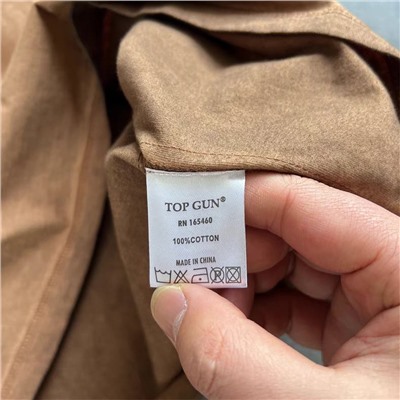 TOP GUN®
RN 165460
100%COTTON
MADE IN CHINA